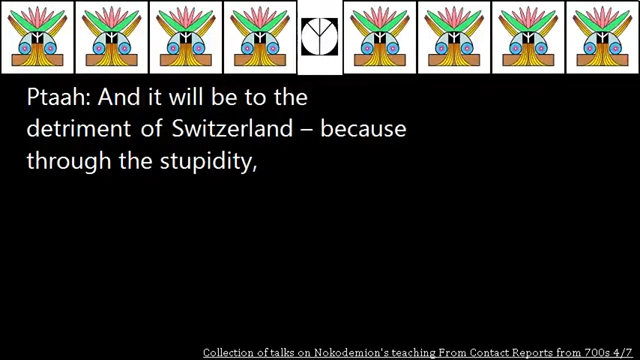 Ptaah: And it will be to the
detriment of Switzerland – because
through the stupidity,
Collection of talks on Nokodemion's teaching From Contact Reports from 700s 4/7